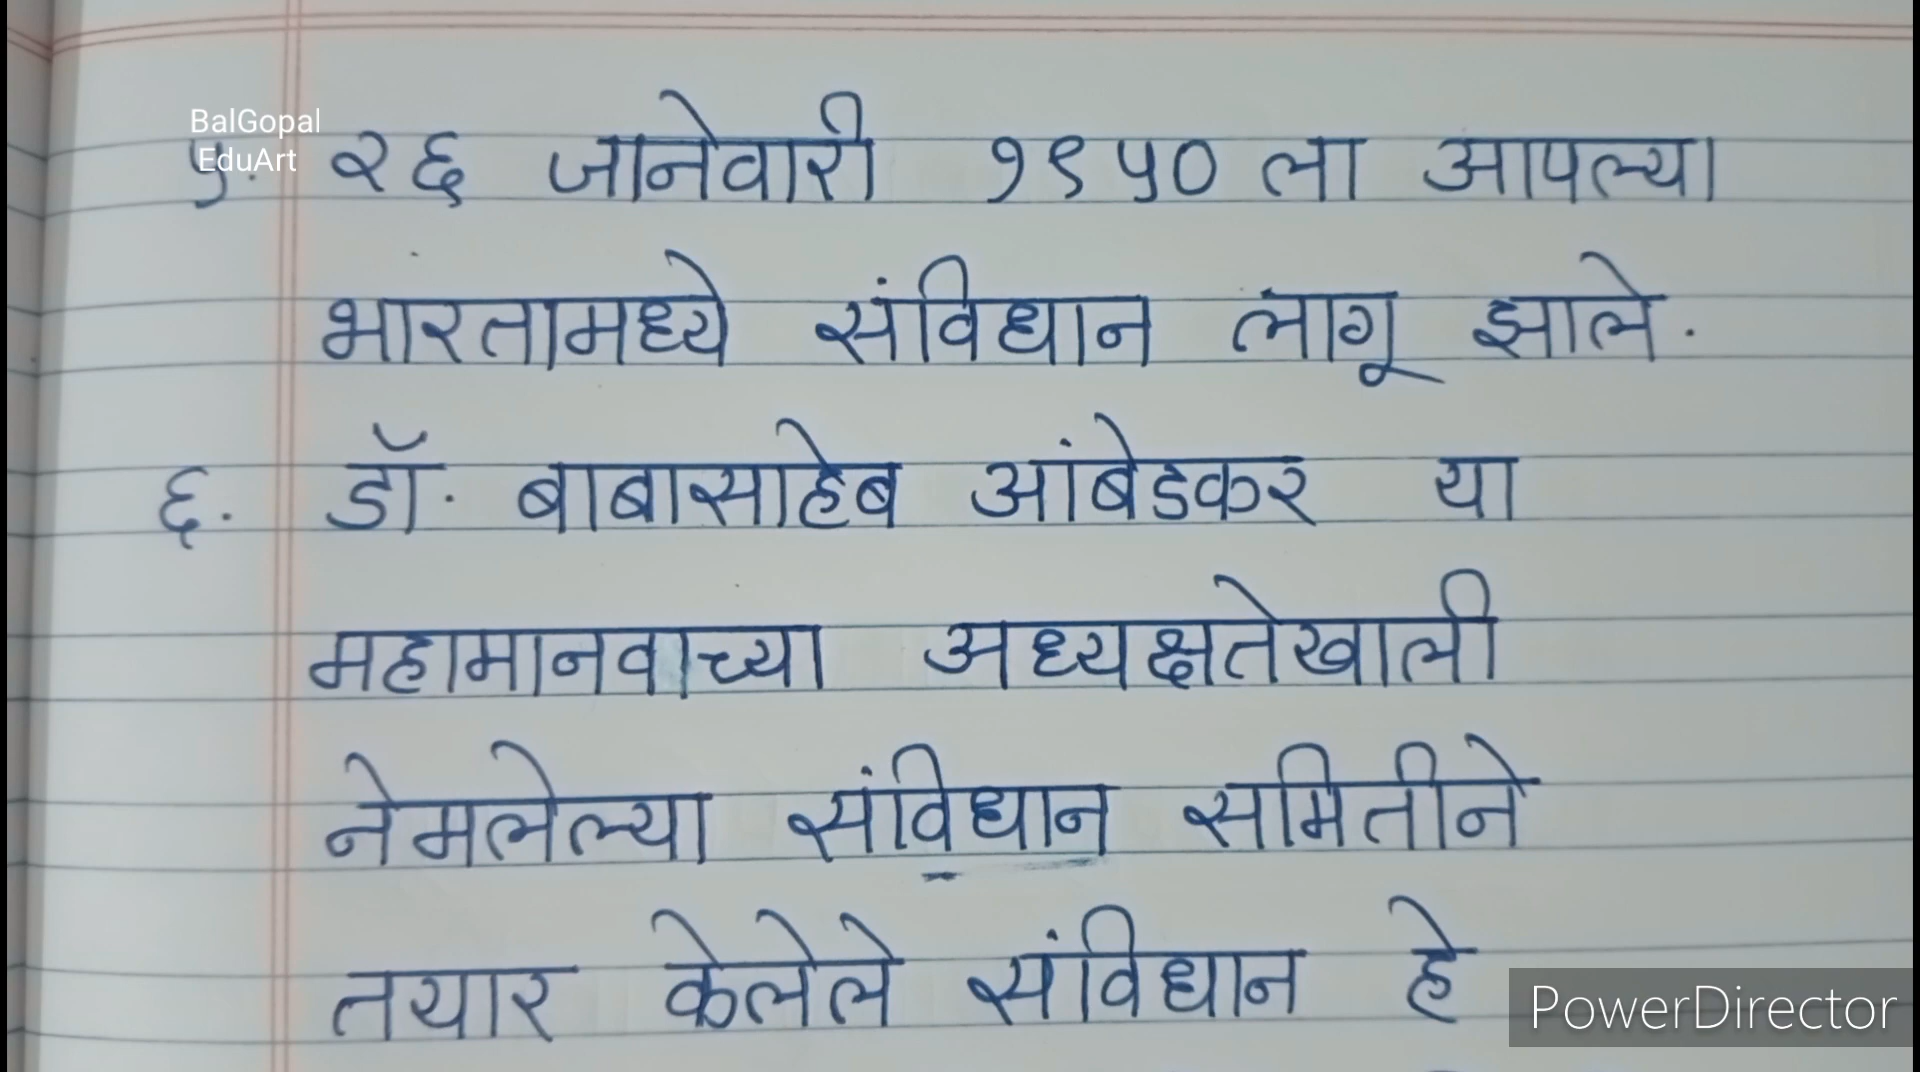 BalGopal
EduArt
५. २६ जानेवारी १९५० ला आपल्या
भारतामध्ये संविधान लागू झाले.
६. डॉ. बाबासाहेब आंबेडकर या
महामानवाच्या अध्यक्षतेखाली
नेमलेल्या संविधान समितीने
तयार केलेले संविधान हे
PowerDirector